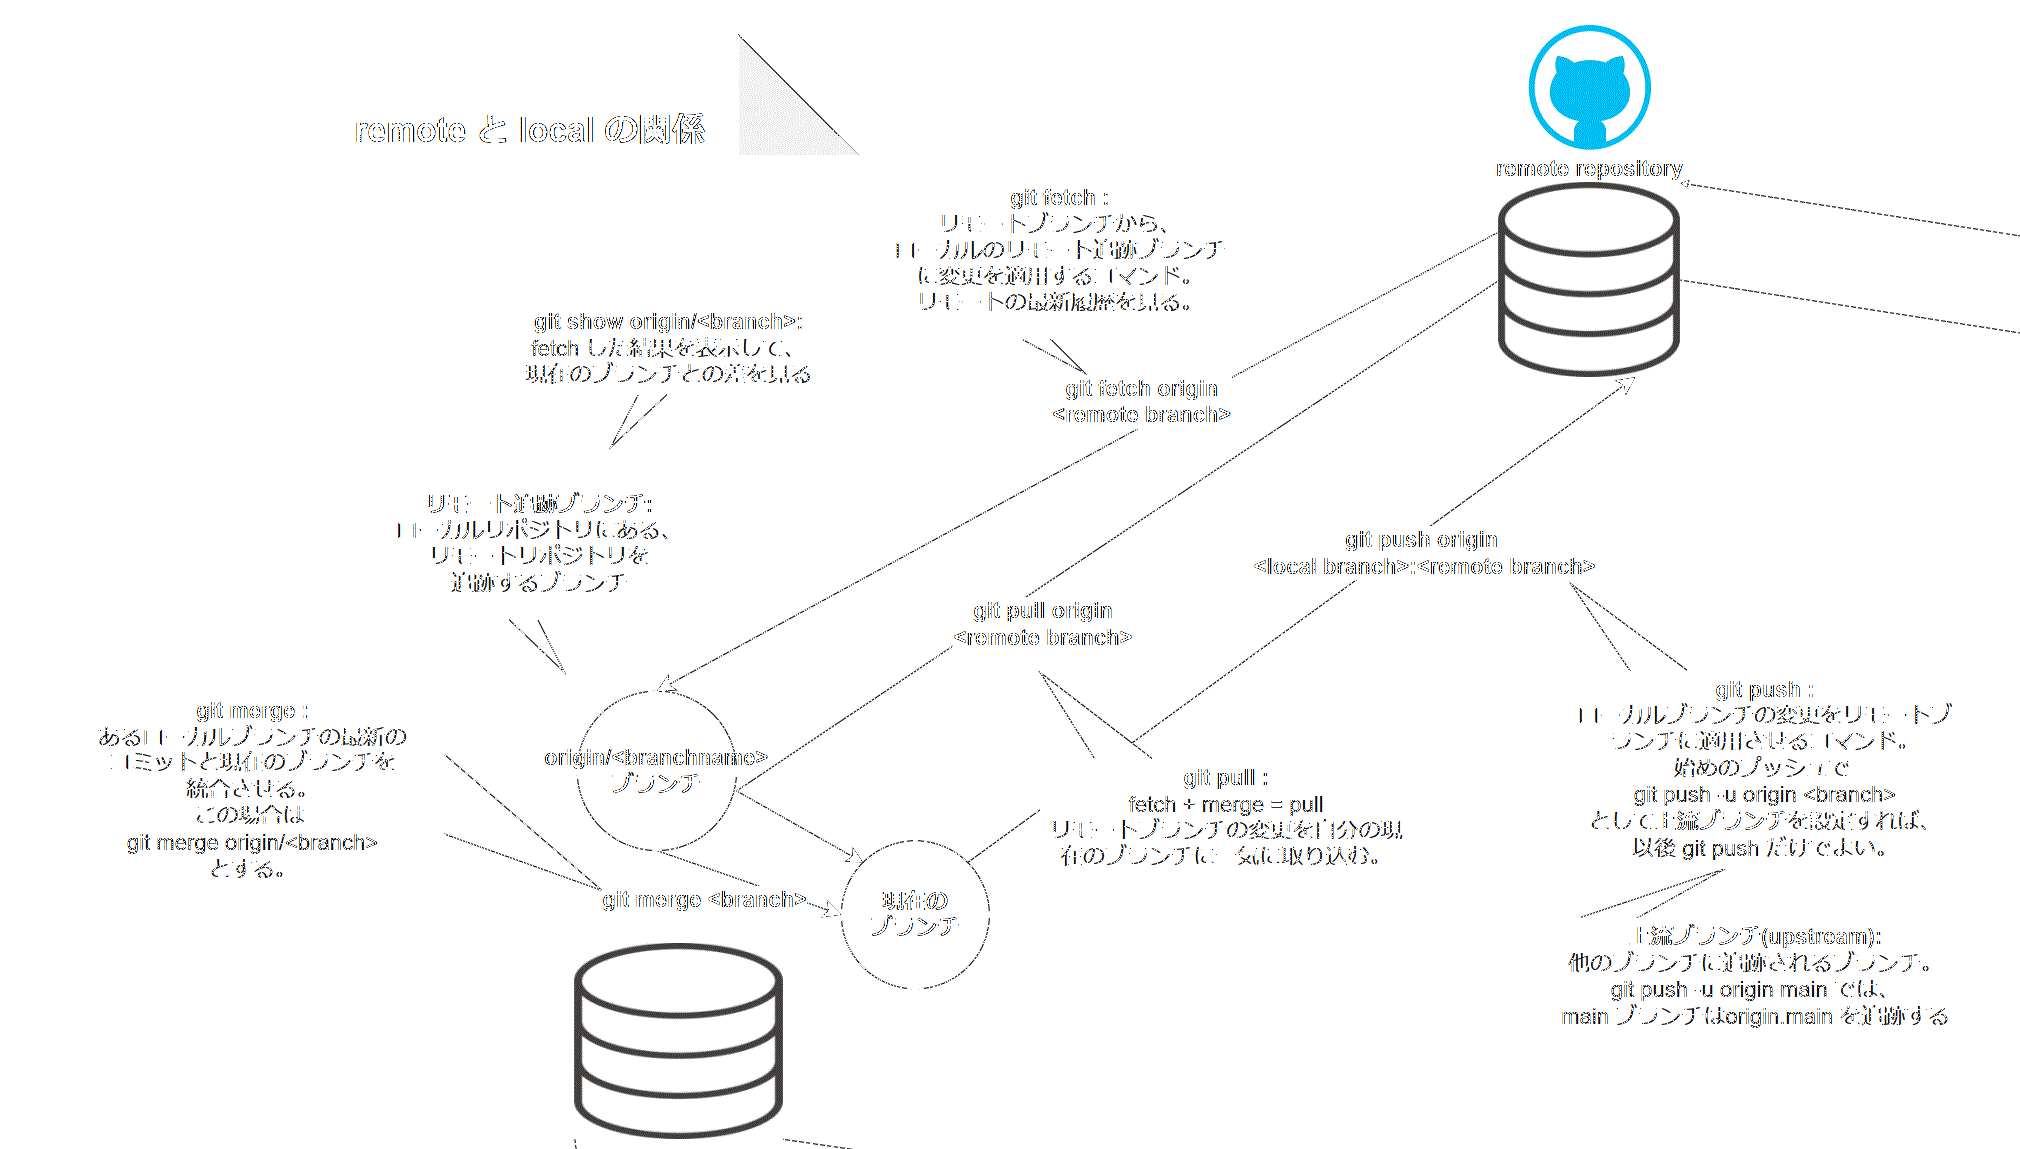 remote と local の関係
remote repository
git fetch :
リモートブランチから、
ローカルのリモート追跡ブランチ
に変更を適用するコマンド。
リモートの最新履歴を見る。
git show origin/<branch>:
fetch した結果を表示して、
現在のブランチとの差を見る
git fetch origin
<remote branch>
リモート追跡ブランチ:
ローカルリポジトリにある、
リモートリポジトリを
追跡するブランチ
git push origin
<local branch>:<remote branch>
git pull origin
<remote branch>
git merge :
あるローカルブランチの最新の
コミットと現在のブランチを
統合させる。
この場合は
git merge origin/<branch>
とする。
origin/<branchname>
ブランチ
git pull :
fetch + merge = pull
リモートブランチの変更を自分の現
在のブランチに一気に取り込む。
git push :
ローカルブランチの変更をリモートブ
ランチに適用させるコマンド。
始めのプッシュで
git push -u origin <branch>
として上流ブランチを設定すれば、
以後 git push だけでよい。
git merge <branch>
現在の
ブランチ
上流ブランチ(upstream):
他のブランチに追跡されるブランチ。
git push -u origin main では、
main ブランチはorigin.main を追跡する